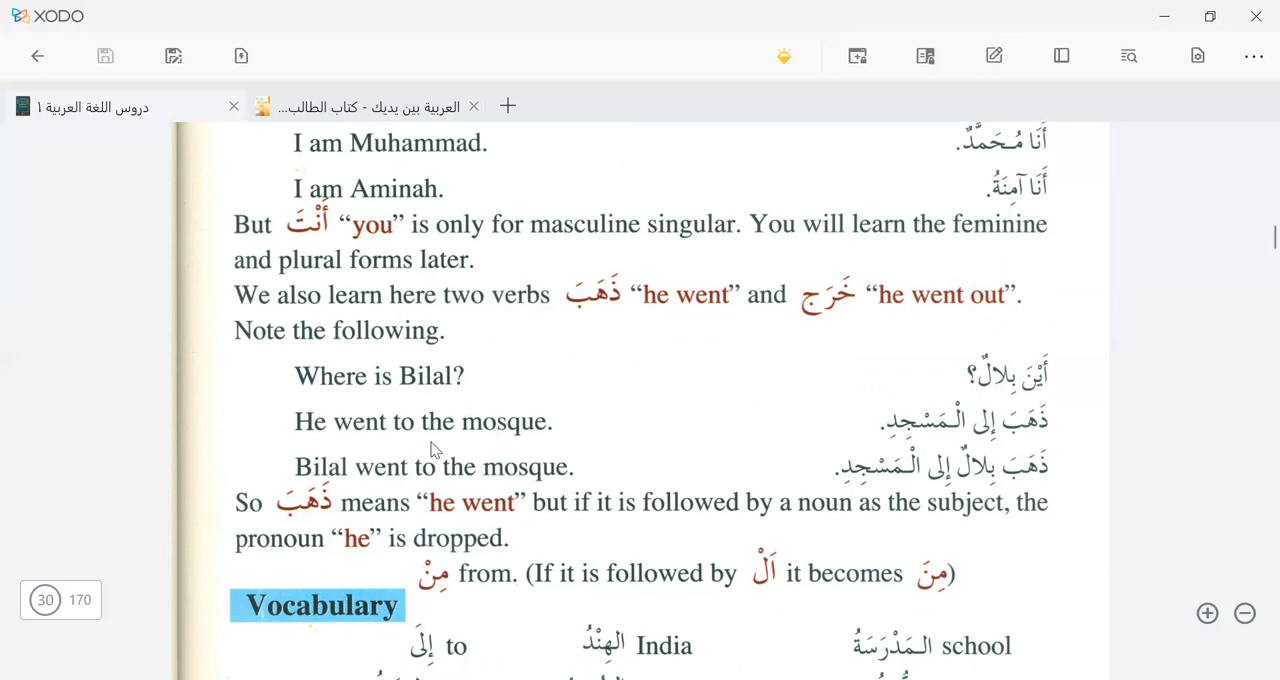 XODO
دروس اللغة العربية ١
العربية بين يديك - كتاب الطالب...
I am Muhammad. أَنَا مُحَمَّدٌ.
I am Aminah. أَنَا آمِنَةُ.
But أَنْتَ “you” is only for masculine singular. You will learn the feminine
and plural forms later.
We also learn here two verbs ذَهَبَ “he went” and خَرَج “he went out”.
Note the following.
Where is Bilal? أَيْنَ بِلالٌ؟
He went to the mosque. ذَهَبَ إلى الْمَسْجِدِ.
Bilal went to the mosque. ذَهَبَ بِلالٌ إلى الْمَسْجِدِ.
So ذَهَبَ means “he went” but if it is followed by a noun as the subject, the
pronoun “he” is dropped.
مِنْ from. (If it is followed by اَلْ it becomes مِنَ)
30 170
Vocabulary
إِلَى to الهِنْدُ India المَدْرَسَةُ school